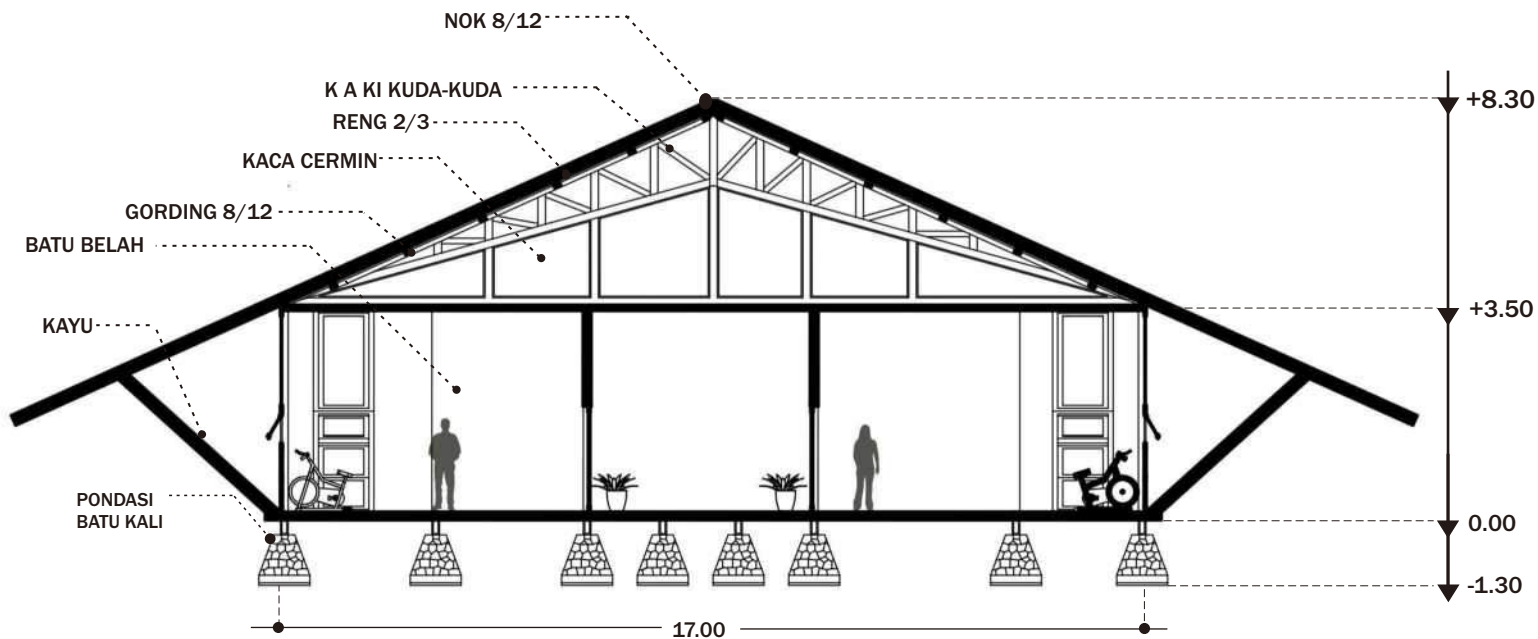 NOK 8/12
K A KI KUDA-KUDA
RENG 2/3
KACA CERMIN
GORDING 8/12
BATU BELAH
KAYU
PONDASI
BATU KALI
+8.30
+3.50
0.00
-1.30
17.00